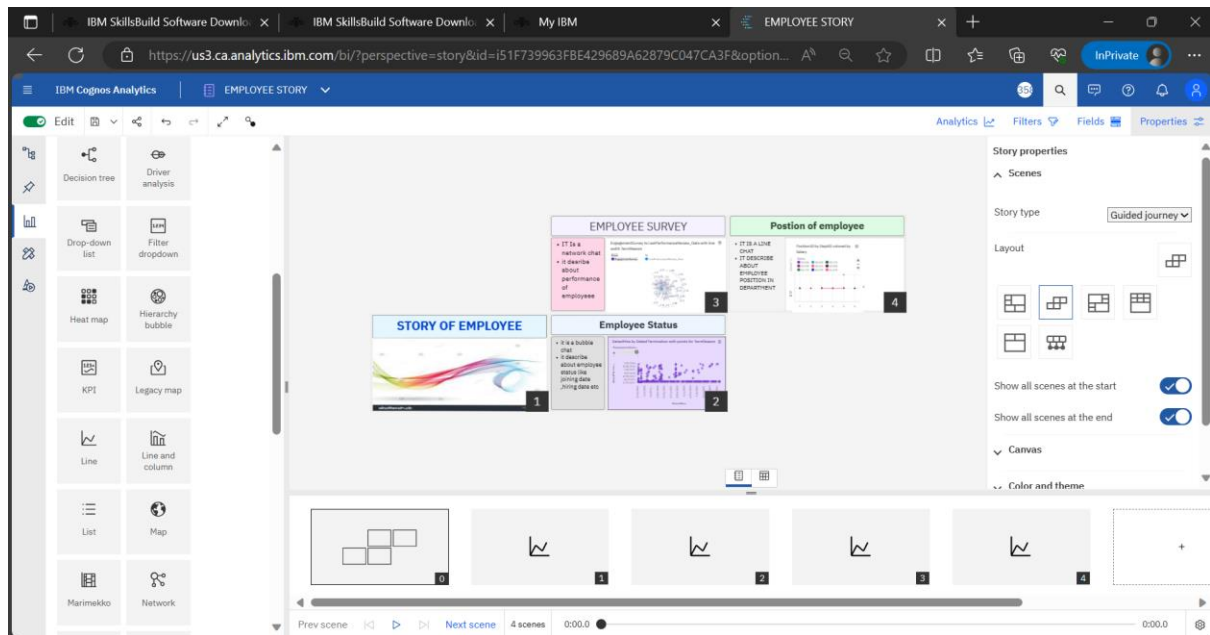 IBM SkillsBuild Software Downlo
IBM SkillsBuild Software Downlo
My IBM
EMPLOYEE STORY
https://us3.ca.analytics.ibm.com/bi/?perspective=story&id=i51F739963FBE429689A62879C047CA3F&option...
InPrivate
IBM Cognos Analytics
EMPLOYEE STORY
Edit
Analytics
Filters
Fields
Properties
Decision tree
Driver
analysis
Drop-down
list
Filter
dropdown
Heat map
Hierarchy
bubble
KPI
Legacy map
Line
Line and
column
List
Map
Marimekko
Network
EMPLOYEE SURVEY
• IT Is a
network chat
• it desribe
about
performance
of
employese
3
Postion of employee
• IT IS A LINE
CHAT
• IT DESCRIBE
ABOUT
EMPLOYEE
POSITION IN
DEPARTMENT
4
STORY OF EMPLOYEE
1
Employee Status
• it is a bubble
chat
• it describe
about employee
status like
joining date
,hiring date etc
2
Story properties
Scenes
Story type
Guided journey
Layout
Show all scenes at the start
Show all scenes at the end
Canvas
Color and theme
0
1
2
3
4
+
Prev scene
Next scene
4 scenes
0:00.0
0:00.0